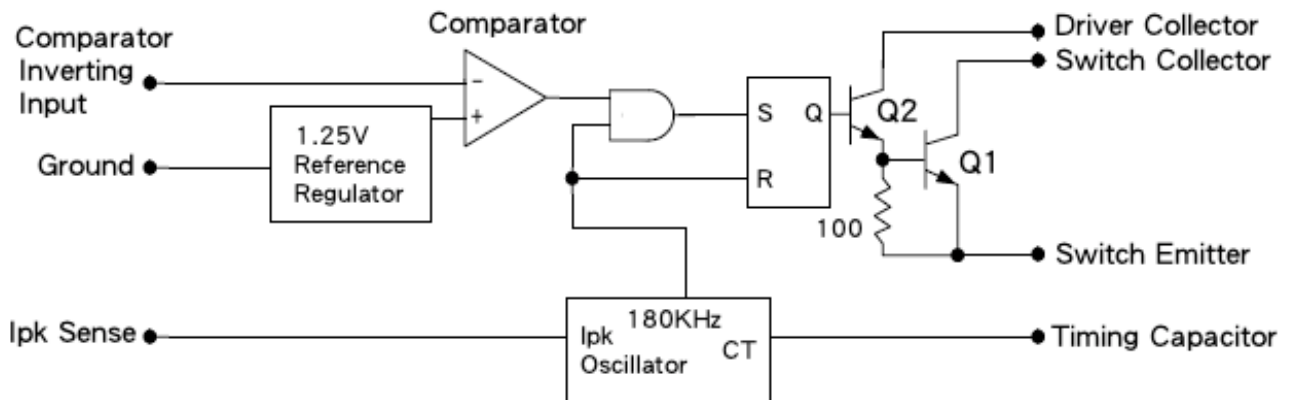 Comparator
Driver Collector
Comparator
Inverting
Input
Switch Collector
-
+
S
Q
Q2
1.25V
Reference
Regulator
Ground
Q1
R
100
Switch Emitter
Ipk Sense
180KHz
Ipk
CT
Oscillator
Timing Capacitor